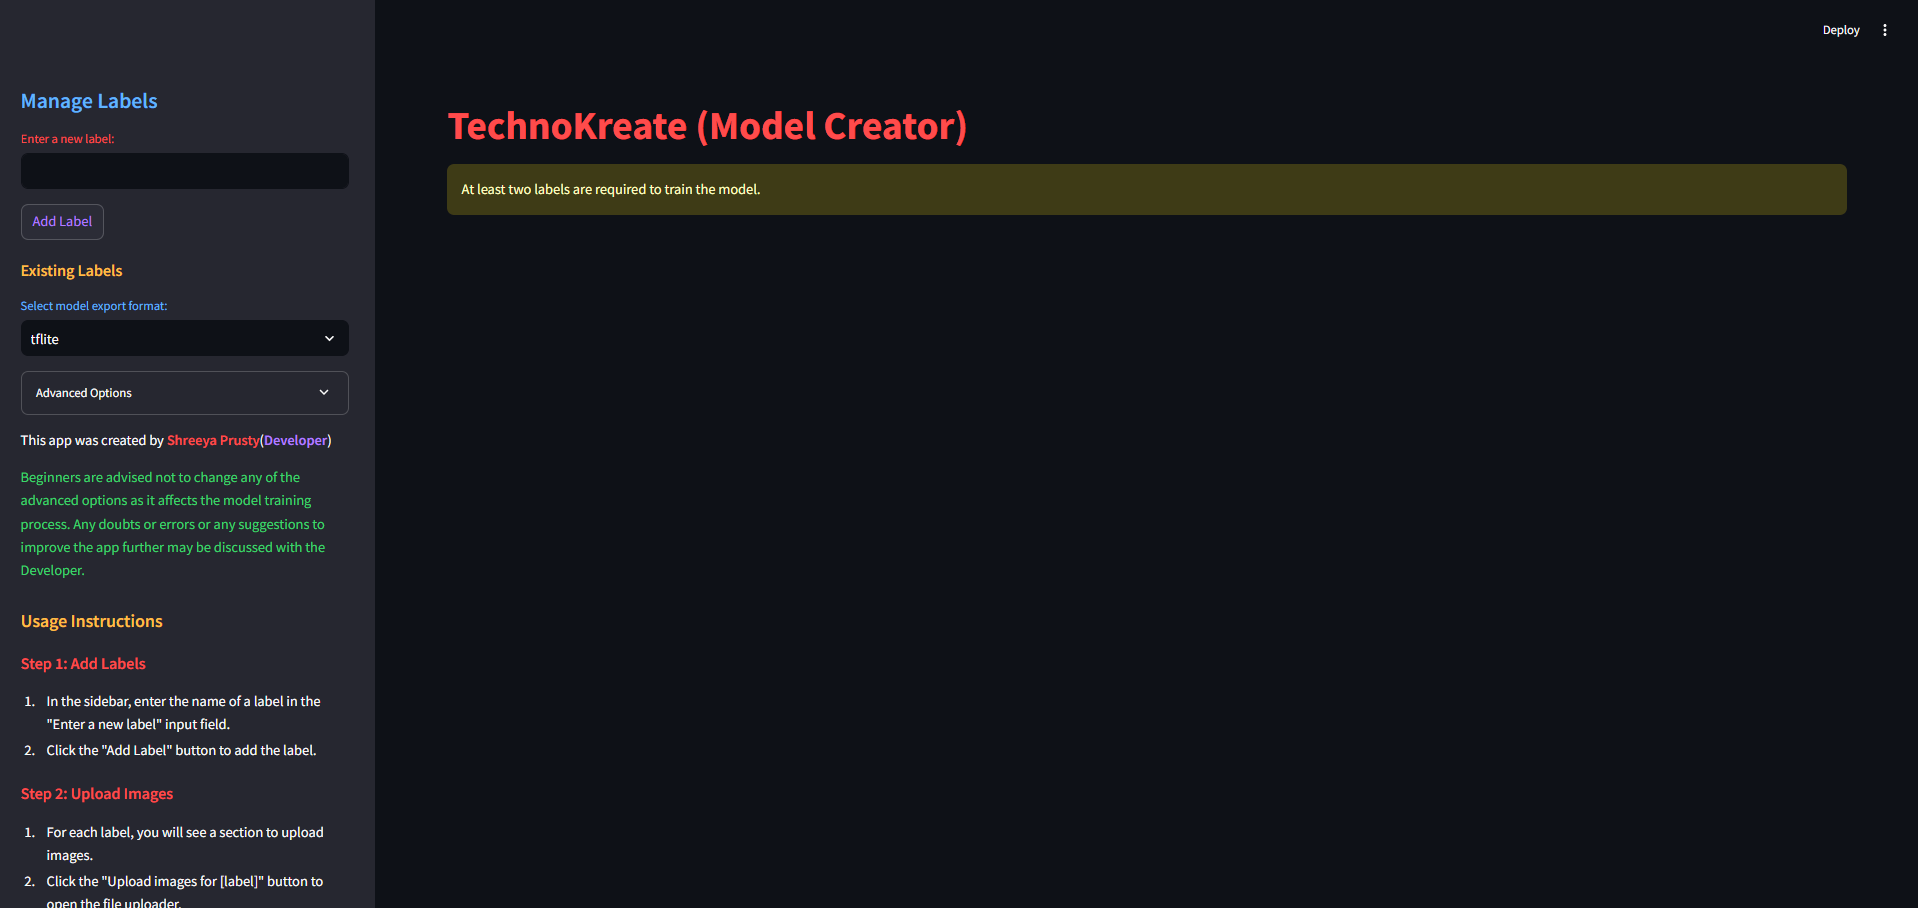 Deploy
Manage Labels
Enter a new label:
Add Label
Existing Labels
Select model export format:
tflite
Advanced Options
This app was created by Shreeya Prusty(Developer)
Beginners are advised not to change any of the
advanced options as it affects the model training
process. Any doubts or errors or any suggestions to
improve the app further may be discussed with the
Developer.
Usage Instructions
Step 1: Add Labels
1. In the sidebar, enter the name of a label in the
"Enter a new label" input field.
2. Click the "Add Label" button to add the label.
Step 2: Upload Images
1. For each label, you will see a section to upload
images.
2. Click the "Upload images for [label]" button to
open the file uploader.
TechnoKreate (Model Creator)
At least two labels are required to train the model.